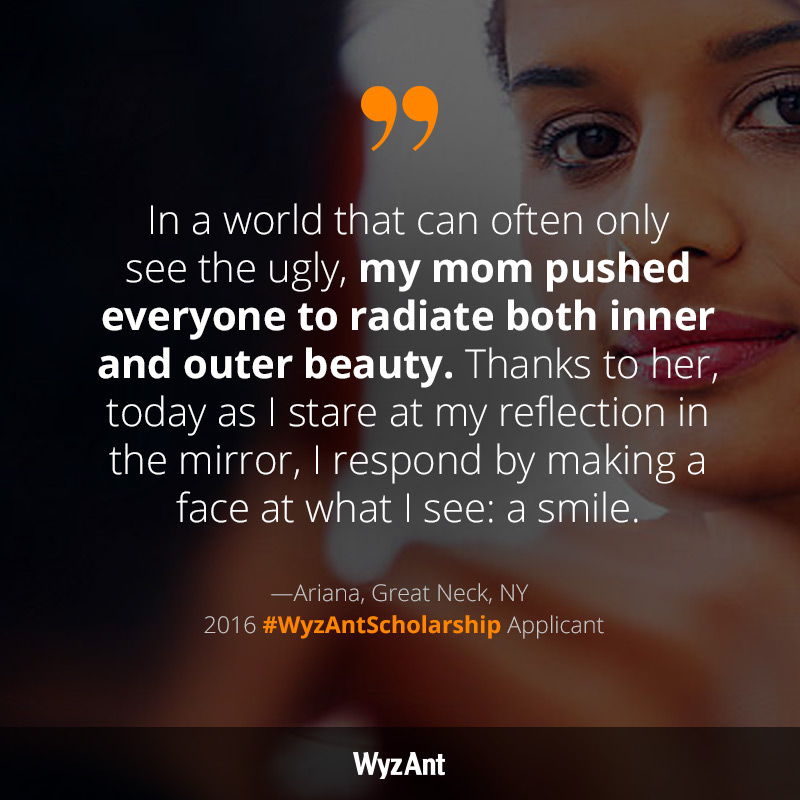 ”
In a world that can often only
see the ugly, my mom pushed
everyone to radiate both inner
and outer beauty. Thanks to her,
today as I stare at my reflection in
the mirror, I respond by making a
face at what I see: a smile.
—Ariana, Great Neck, NY
2016 #WyzAntScholarship Applicant
WyzAnt